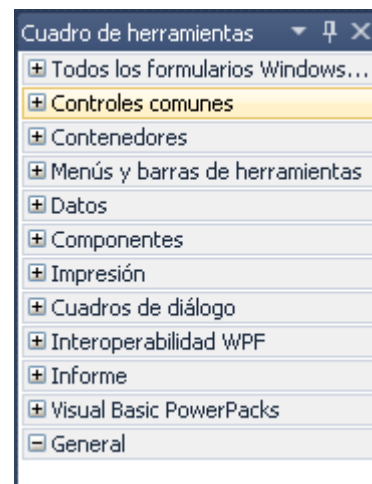 Cuadro de herramientas
Todos los formularios Windows...
Controles comunes
Contenedores
Menús y barras de herramientas
Datos
Componentes
Impresión
Cuadros de diálogo
Interoperabilidad WPF
Informe
Visual Basic PowerPacks
General